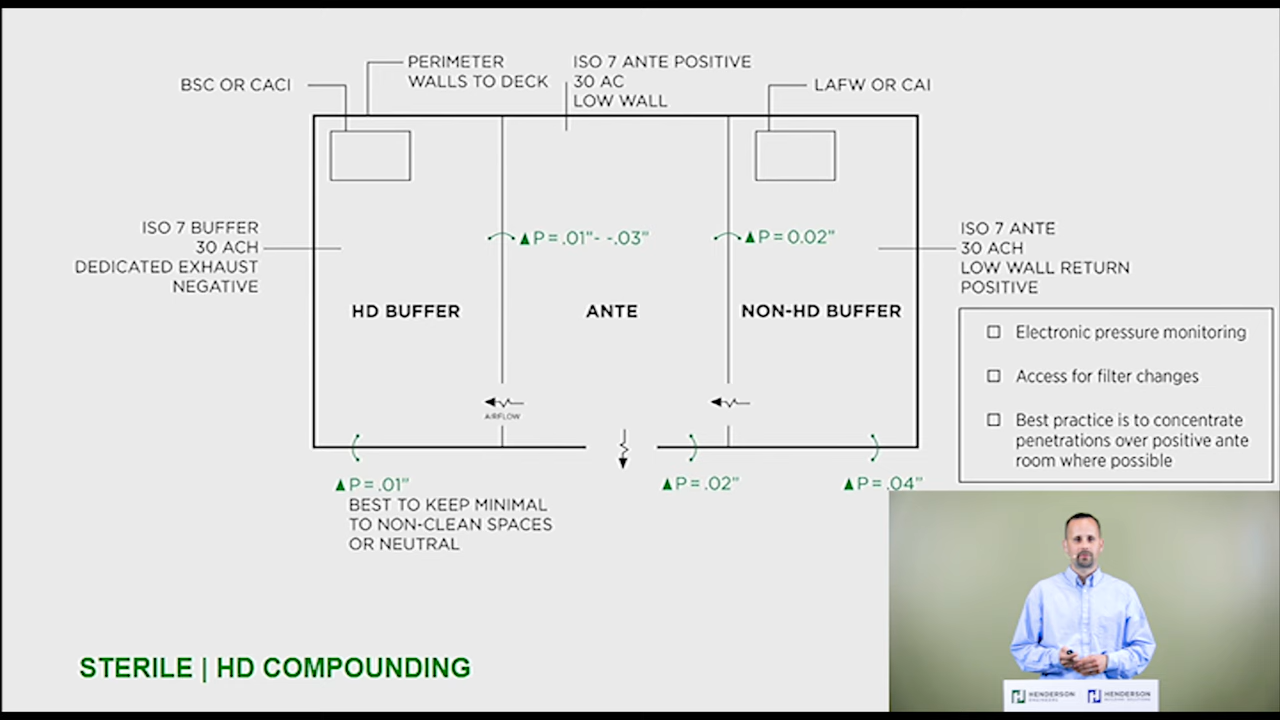 BSC OR CACI
PERIMETER
WALLS TO DECK
ISO 7 ANTE POSITIVE
30 AC
LOW WALL
LAFW OR CAI
ISO 7 BUFFER
30 ACH
DEDICATED EXHAUST
NEGATIVE
▲P = .01"- -.03"
▲P = 0.02"
ISO 7 ANTE
30 ACH
LOW WALL RETURN
POSITIVE
HD BUFFER
ANTE
NON-HD BUFFER
AIRFLOW
☐ Electronic pressure monitoring
☐ Access for filter changes
☐ Best practice is to concentrate
penetrations over positive ante
room where possible
▲P = .01"
▲P = .02"
▲P = .04"
BEST TO KEEP MINIMAL
TO NON-CLEAN SPACES
OR NEUTRAL
STERILE | HD COMPOUNDING
HENDERSON
ENGINEERS
HENDERSON
BUILDING SOLUTIONS